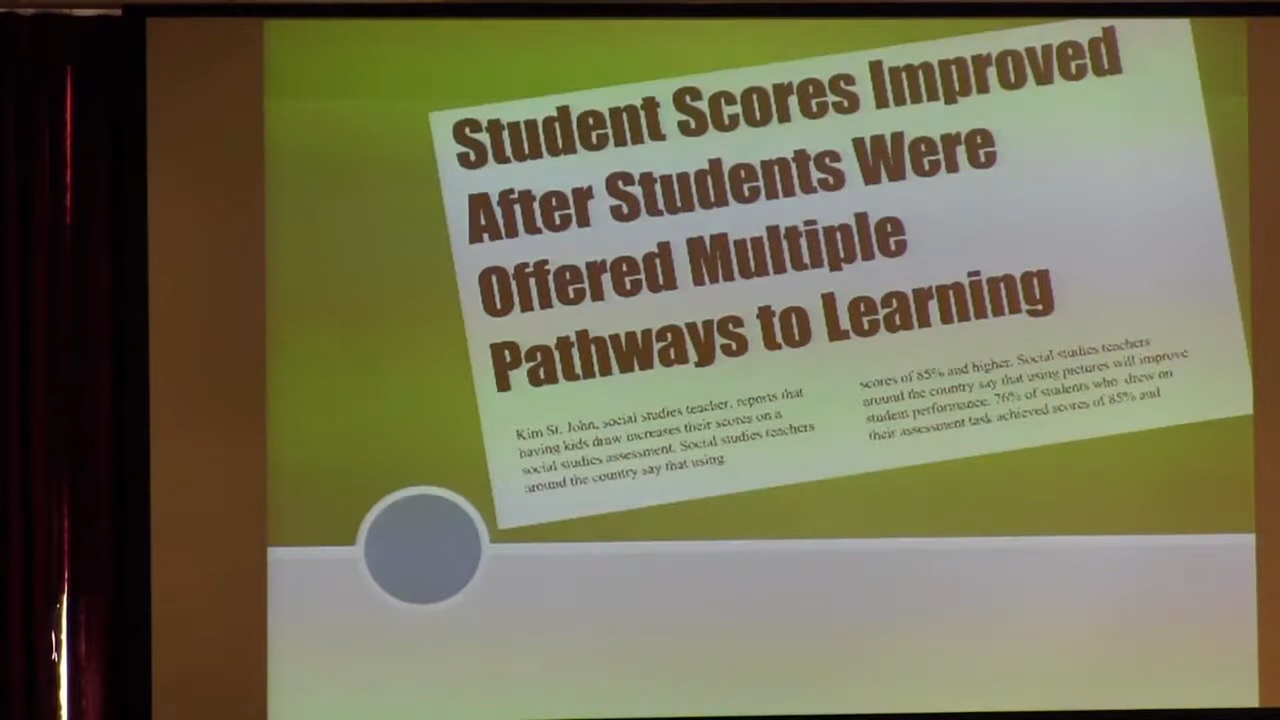 Student Scores Improved
After Students Were
Offered Multiple
Pathways to Learning
Kim St. John, social studies teacher, reports that
having kids draw increases their scores on a
social studies assessment. Social studies teachers
around the country say that using
scores of 85% and higher. Social studies teachers
around the country say that using pictures will improve
student performance. 76% of students who drew on
their assessment task achieved scores of 85% and